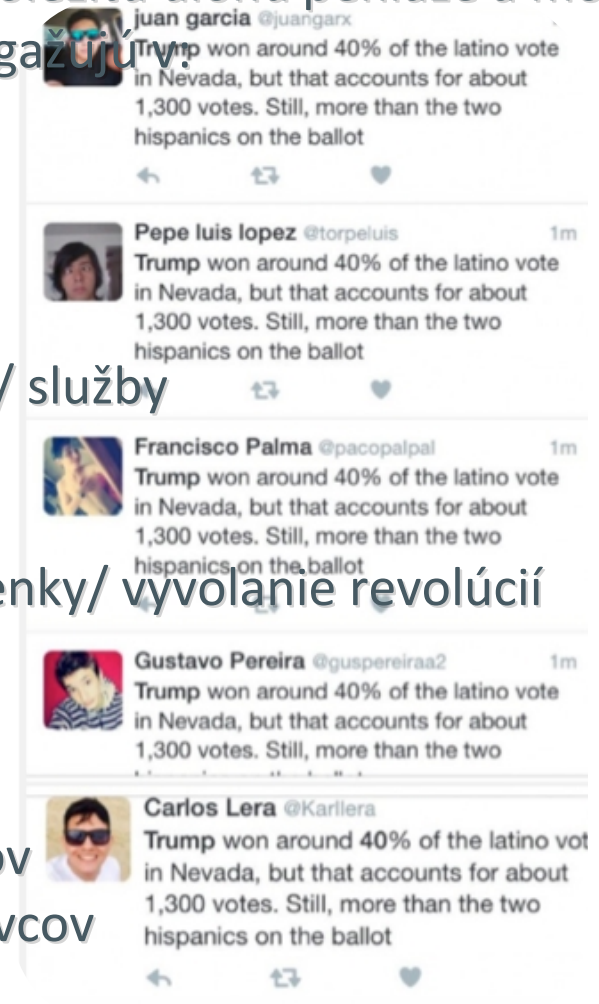 juan garcia @juangarx
gažujú v:
Trump won around 40% of the latino vote
in Nevada, but that accounts for about
1,300 votes. Still, more than the two
hispanics on the ballot
Pepe luis lopez @torpeluis 1m
Trump won around 40% of the latino vote
in Nevada, but that accounts for about
1,300 votes. Still, more than the two
hispanics on the ballot
/ služby
Francisco Palma @pacopalpal 1m
Trump won around 40% of the latino vote
in Nevada, but that accounts for about
1,300 votes. Still, more than the two
hispanics on the ballot
enky/ vyvolanie revolúcií
Gustavo Pereira @guspereiraa2 1m
Trump won around 40% of the latino vote
in Nevada, but that accounts for about
1,300 votes. Still, more than the two
Carlos Lera @Karllera
Trump won around 40% of the latino vot
ov
in Nevada, but that accounts for about
1,300 votes. Still, more than the two
vcov
hispanics on the ballot